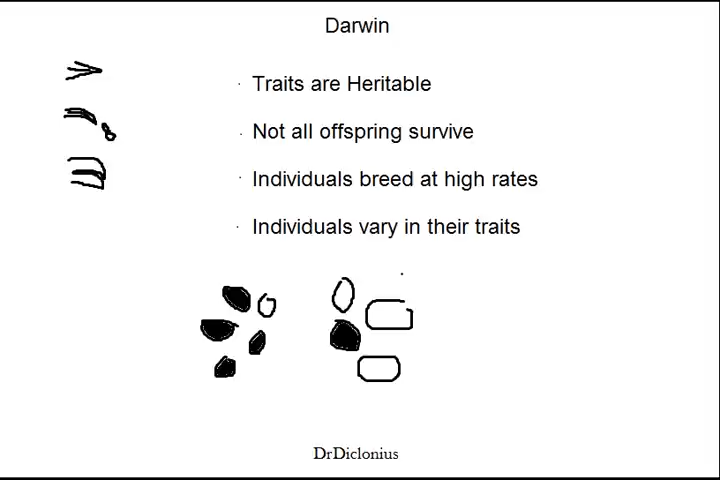 Darwin
· Traits are Heritable
· Not all offspring survive
· Individuals breed at high rates
· Individuals vary in their traits
DrDiclonius